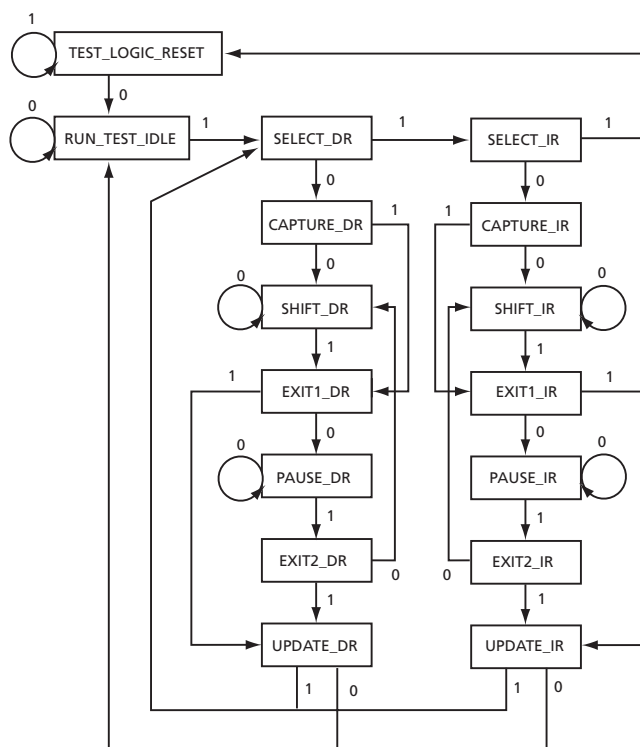 1
TEST_LOGIC_RESET
0
0
RUN_TEST_IDLE
1
SELECT_DR
1
SELECT_IR
1
0
0
CAPTURE_DR
1
1
CAPTURE_IR
0
0
0
SHIFT_DR
SHIFT_IR
0
1
1
1
EXIT1_DR
EXIT1_IR
1
0
0
0
PAUSE_DR
PAUSE_IR
0
1
1
EXIT2_DR
0
0
EXIT2_IR
1
1
UPDATE_DR
UPDATE_IR
1
0
1
0